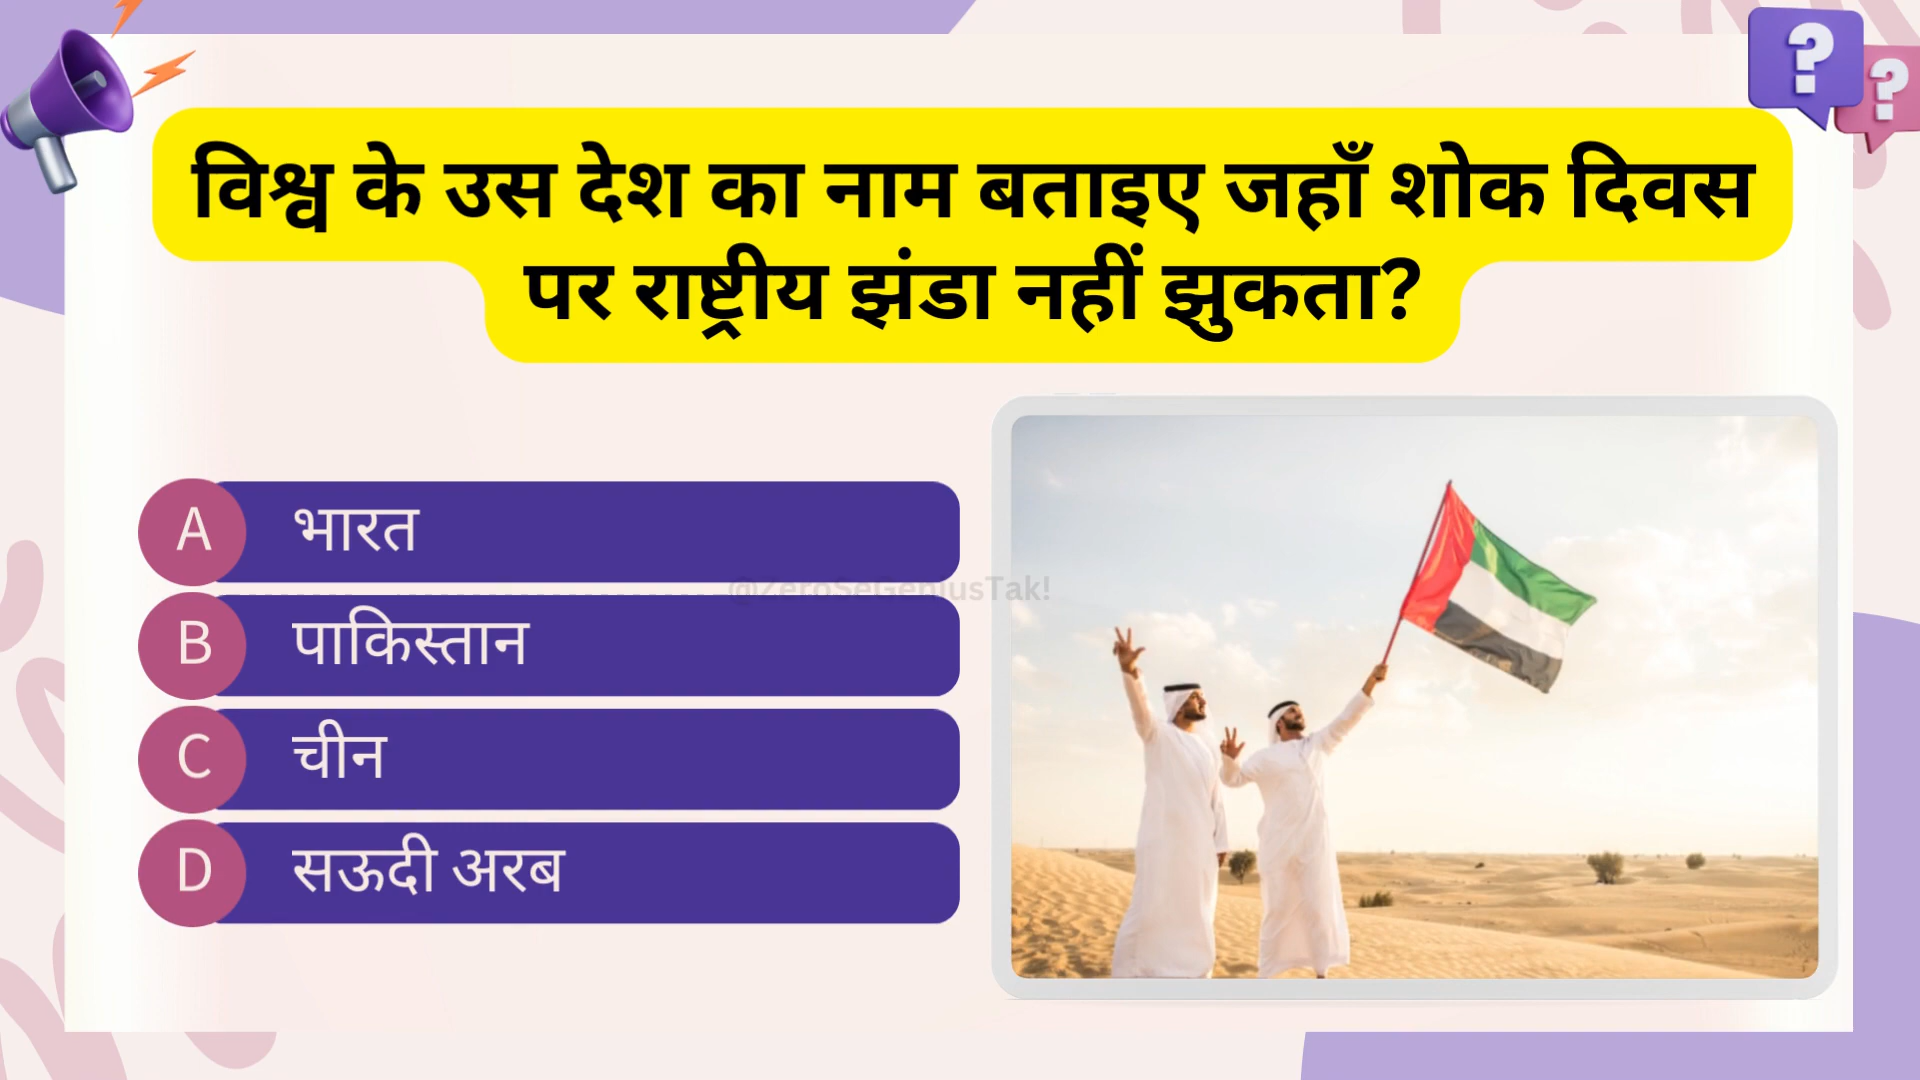 विश्व के उस देश का नाम बताइए जहाँ शोक दिवस
पर राष्ट्रीय झंडा नहीं झुकता?
A भारत
B पाकिस्तान
C चीन
D सऊदी अरब
@ZeroSeGeniusTak!
? ?